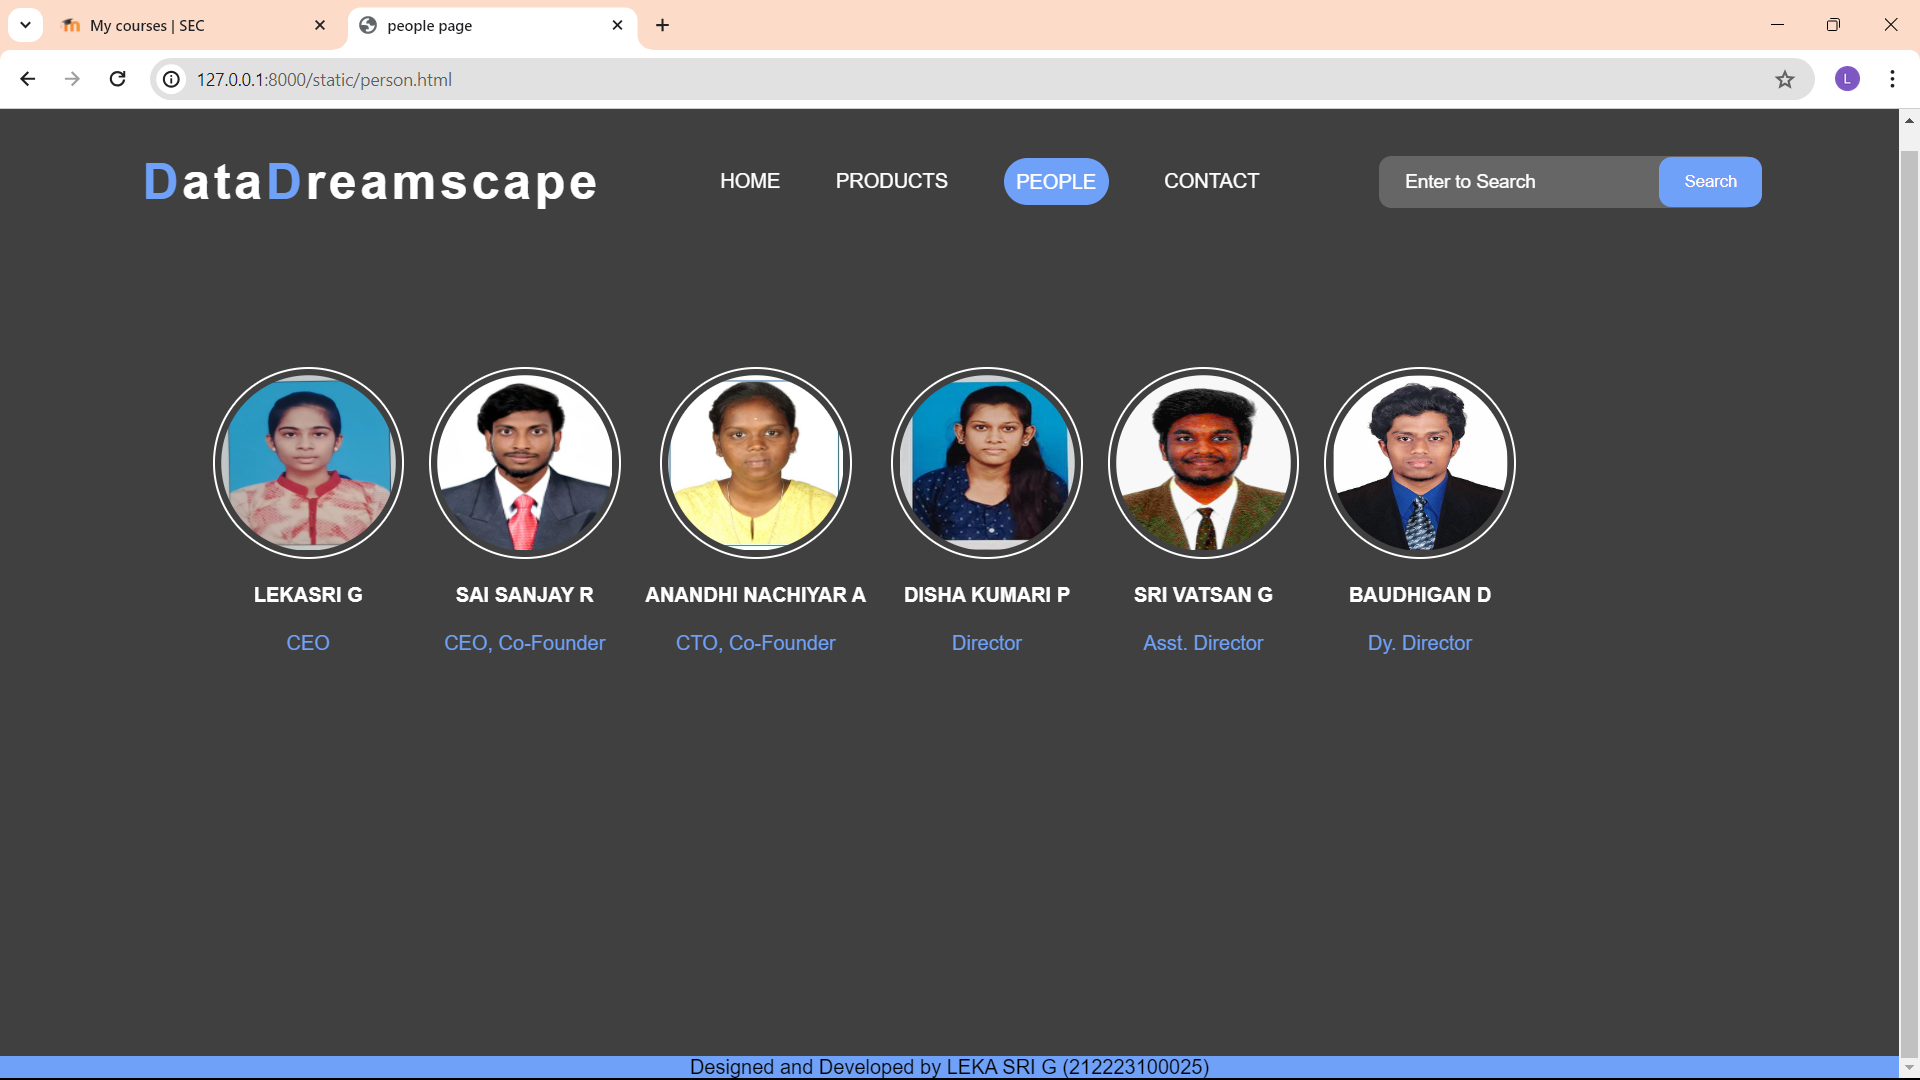 My courses | SEC
people page
127.0.0.1:8000/static/person.html
L
DataDreamscape
HOME PRODUCTS PEOPLE CONTACT
Enter to Search Search
LEKASRI G SAI SANJAY R ANANDHI NACHIYAR A DISHA KUMARI P SRI VATSAN G BAUDHIGAN D
CEO CEO, Co-Founder CTO, Co-Founder Director Asst. Director Dy. Director
Designed and Developed by LEKA SRI G (212223100025)